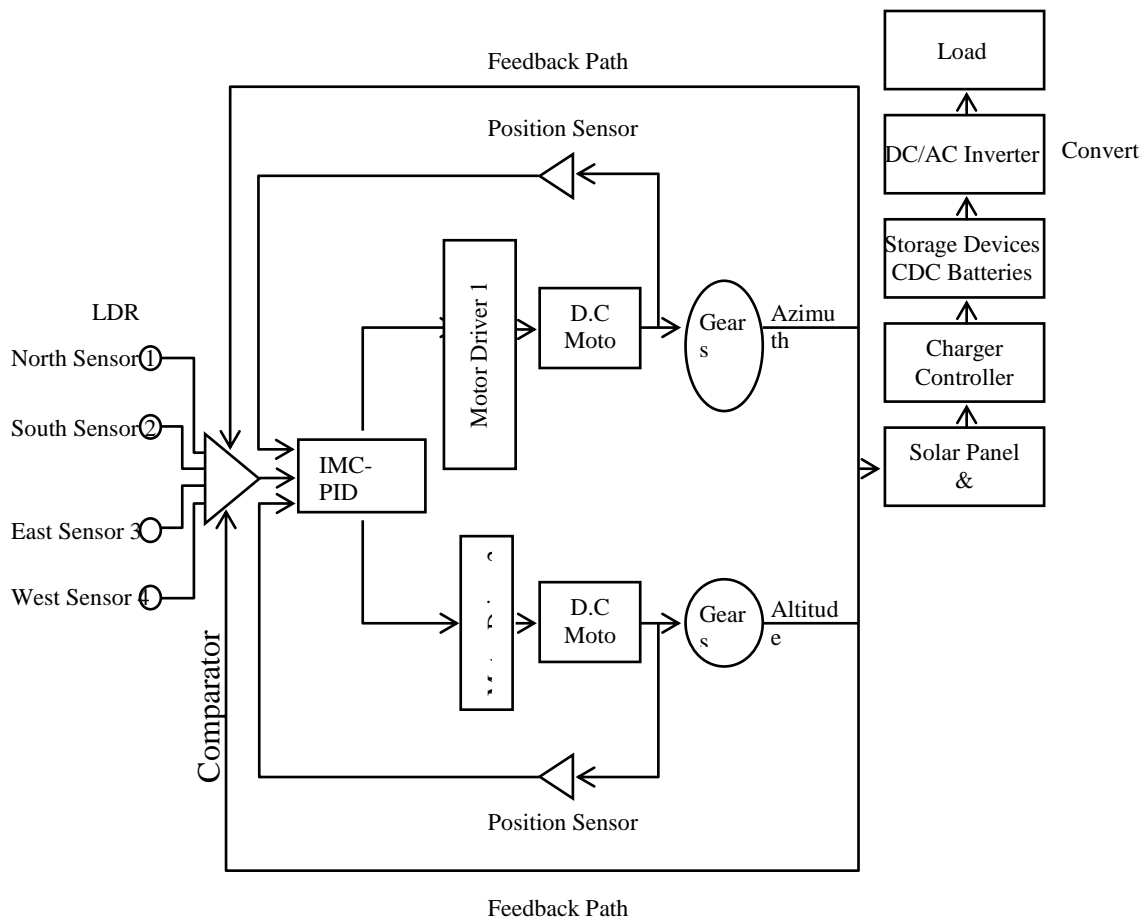 Load
Feedback Path
Position Sensor
DC/AC Inverter
Convert
Storage Devices
CDC Batteries
Motor Driver 1
LDR
D.C
Moto
Gear
s
Azimu
th
North Sensor 1
Charger
Controller
South Sensor 2
IMC-
PID
Solar Panel
&
East Sensor 3
West Sensor 4
D.C
Moto
Gear
s
Altitud
e
Comparator
Position Sensor
Feedback Path